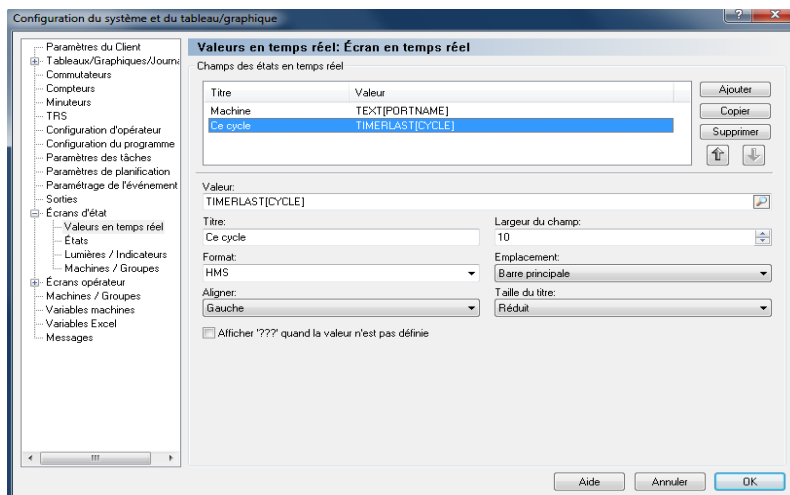 Configuration du système et du tableau/graphique
Paramètres du Client
Tableaux/Graphiques/Journa
Commutateurs
Compteurs
Minuteurs
TRS
Configuration d'opérateur
Configuration du programme
Paramètres des tâches
Paramètres de planification
Paramétrage de l'événement
Sorties
Écrans d'état
Valeurs en temps réel
États
Lumières / Indicateurs
Machines / Groupes
Écrans opérateur
Machines / Groupes
Variables machines
Variables Excel
Messages
Valeurs en temps réel: Écran en temps réel
Champs des états en temps réel
Titre Valeur
Machine TEXT[PORTNAME]
Ce cycle TIMERLAST[CYCLE]
Ajouter
Copier
Supprimer
Valeur:
TIMERLAST[CYCLE]
Titre: Largeur du champ:
Ce cycle 10
Format: Emplacement:
HMS Barre principale
Aligner: Taille du titre:
Gauche Réduit
Afficher '???' quand la valeur n'est pas définie
Aide Annuler OK